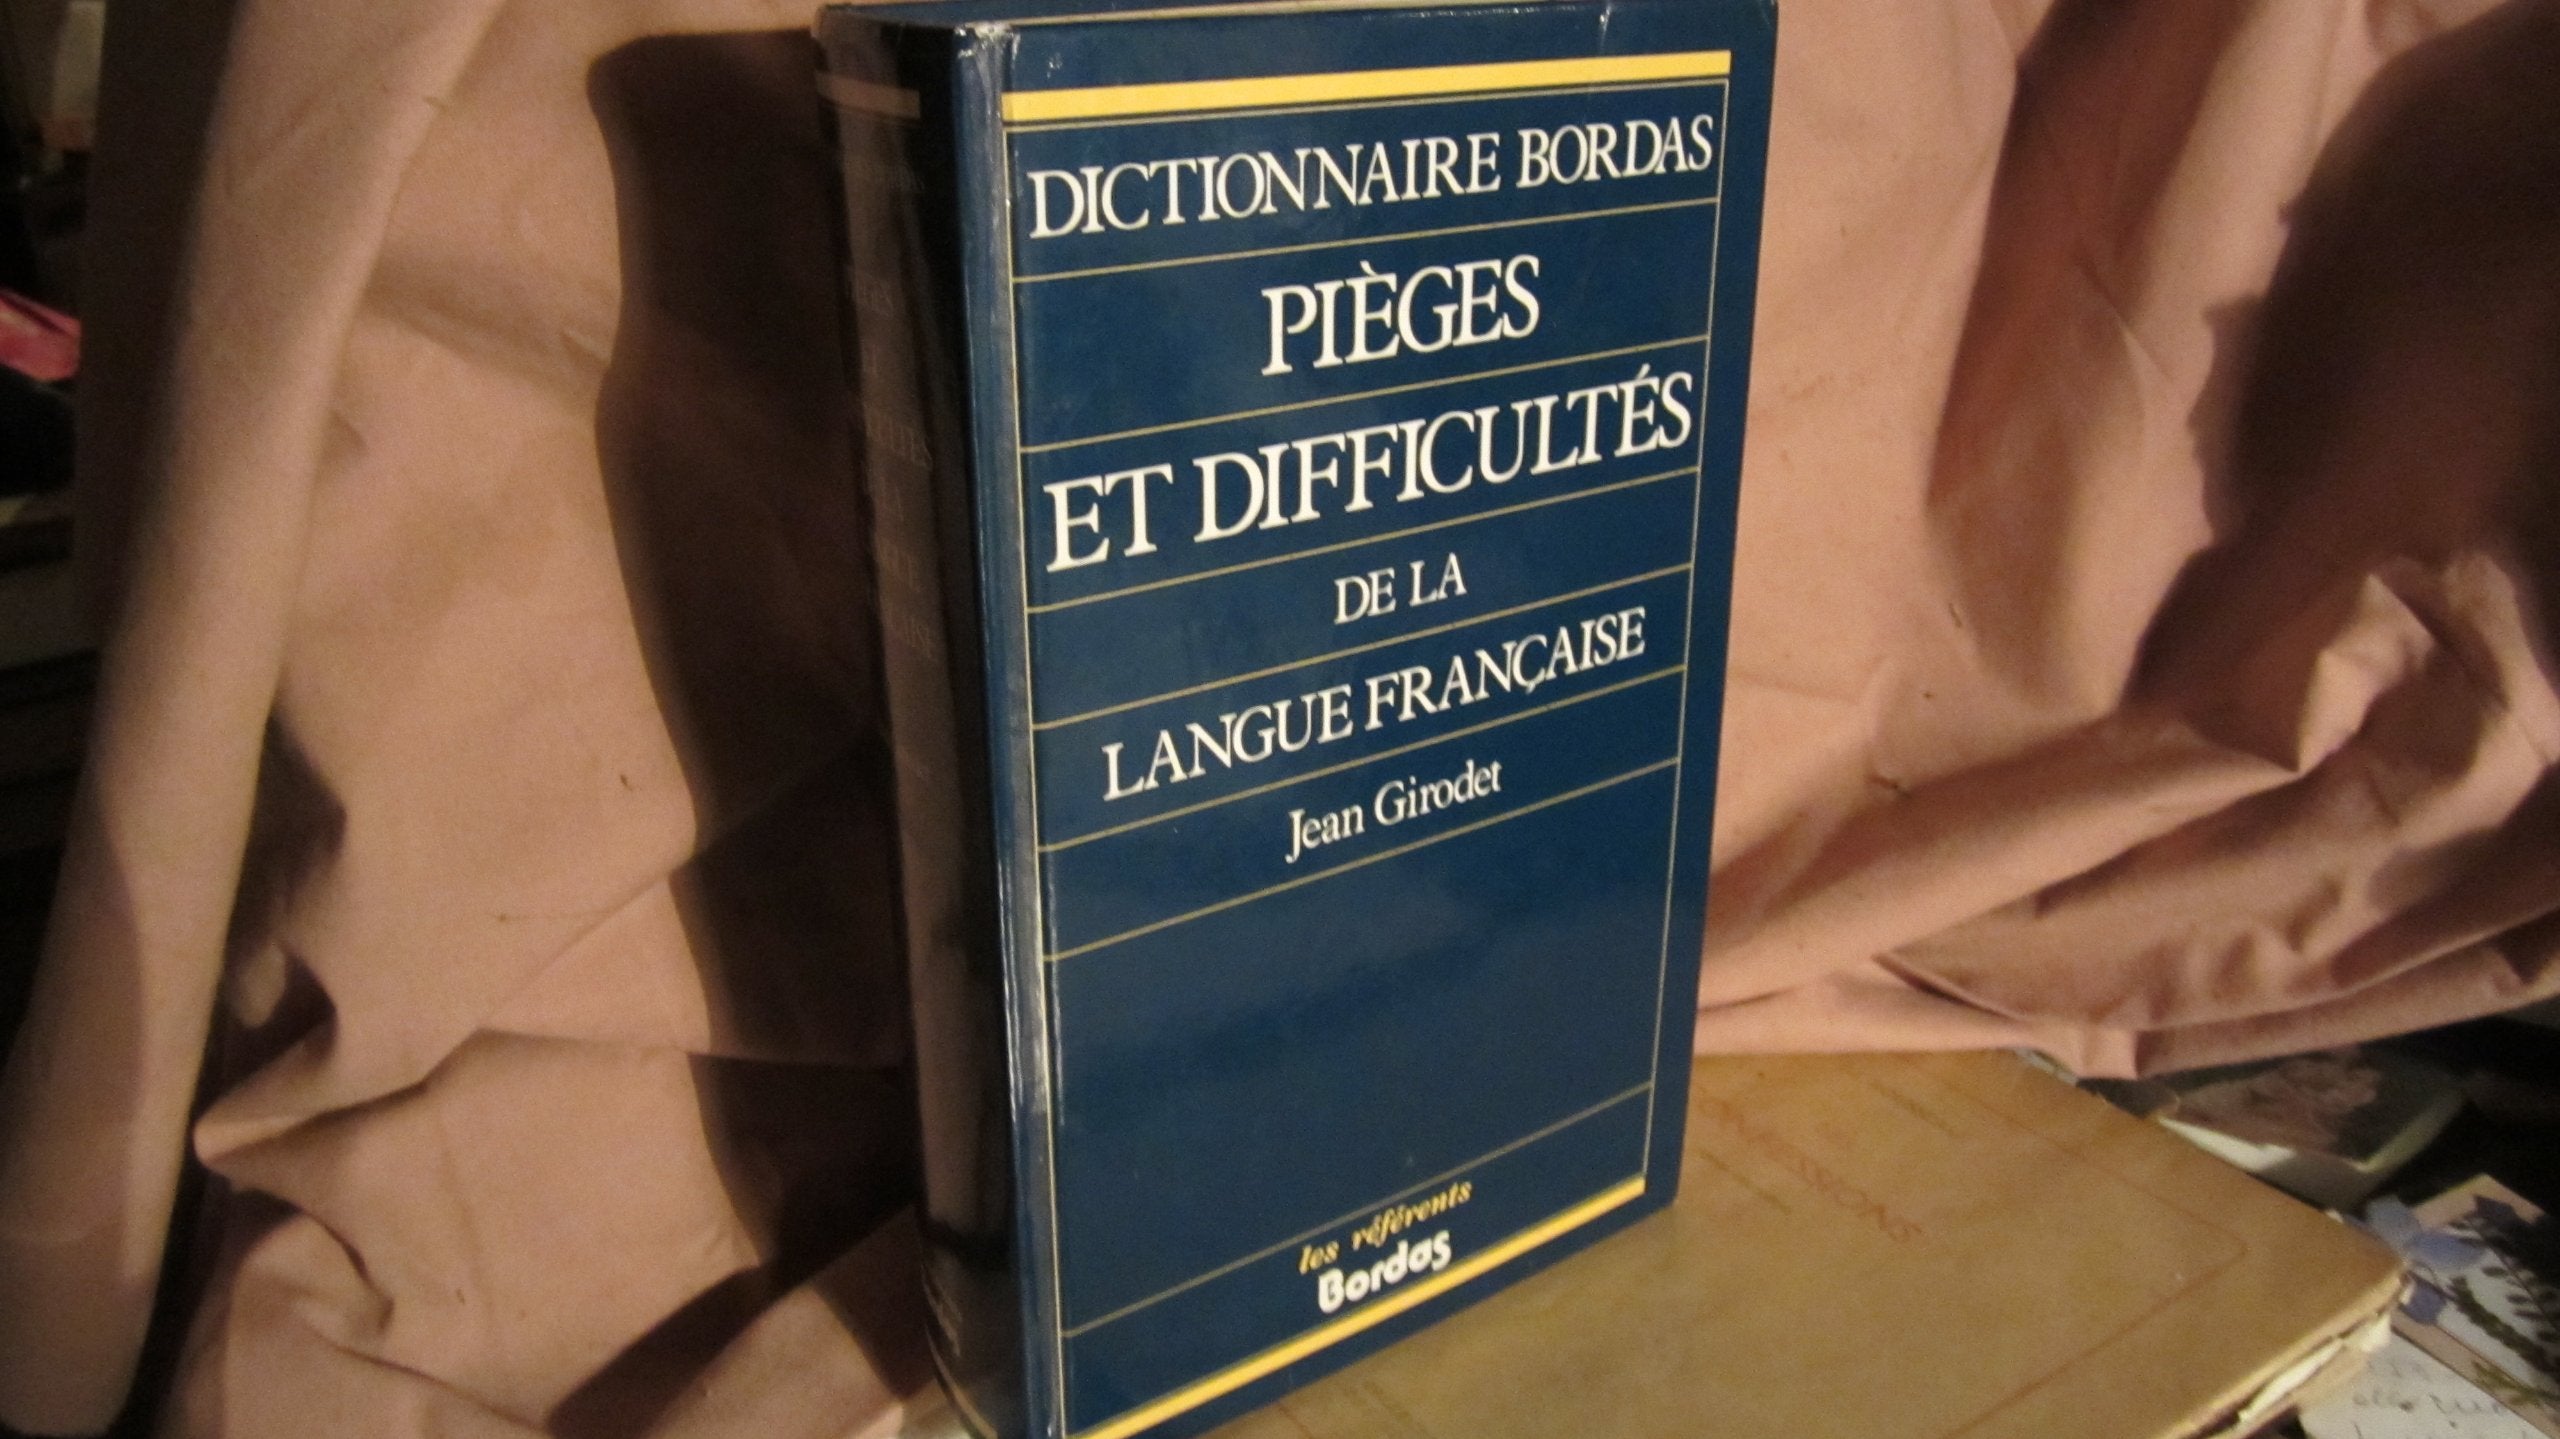 DICTIONNAIRE BORDAS
PIÈGES
ET DIFFICULTÉS
DE LA
LANGUE FRANÇAISE
Jean Girodet
les référents
Bordas